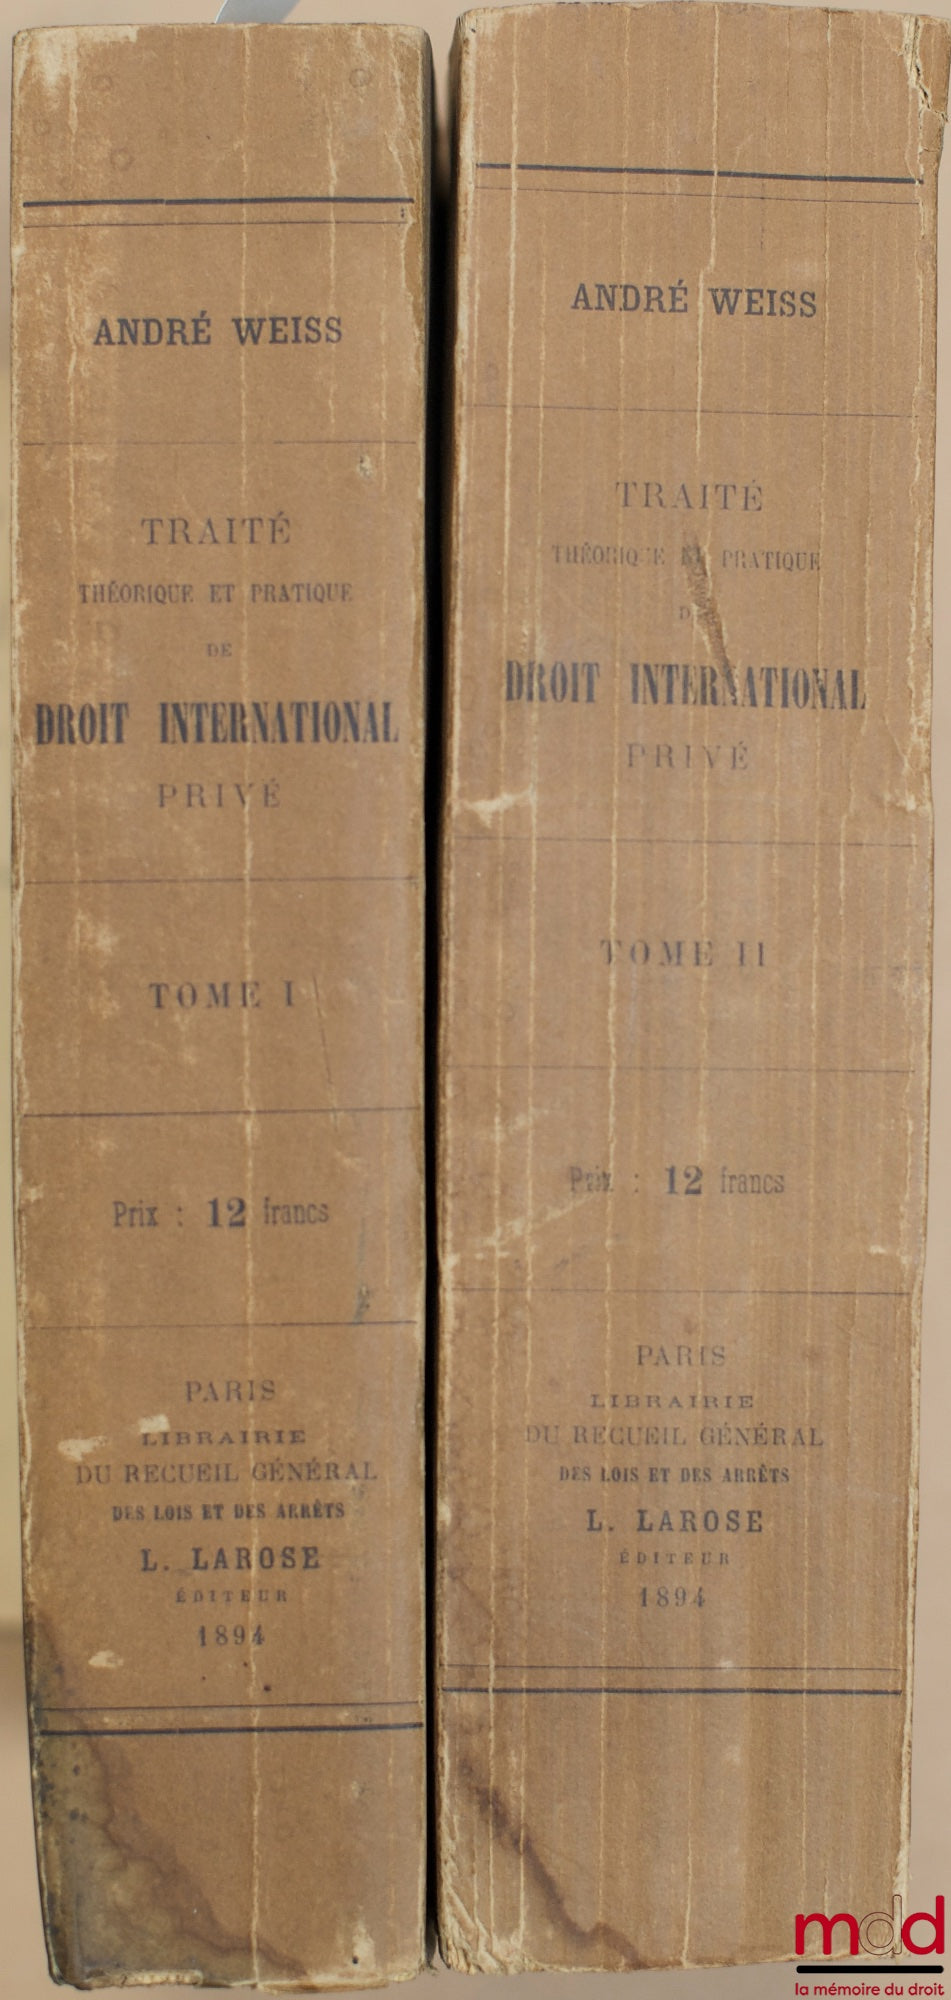 ANDRÉ WEISS
TRAITÉ
THÉORIQUE ET PRATIQUE
DE
DROIT INTERNATIONAL
PRIVÉ
TOME I
Prix : 12 francs
PARIS
LIBRAIRIE
DU RECUEIL GÉNÉRAL
DES LOIS ET DES ARRÊTS
L. LAROSE
ÉDITEUR
1894
ANDRÉ WEISS
TRAITÉ
THÉORIQUE ET PRATIQUE
DE
DROIT INTERNATIONAL
PRIVÉ
TOME II
Prix : 12 francs
PARIS
LIBRAIRIE
DU RECUEIL GÉNÉRAL
DES LOIS ET DES ARRÊTS
L. LAROSE
ÉDITEUR
1894
mdd
la mémoire du droit